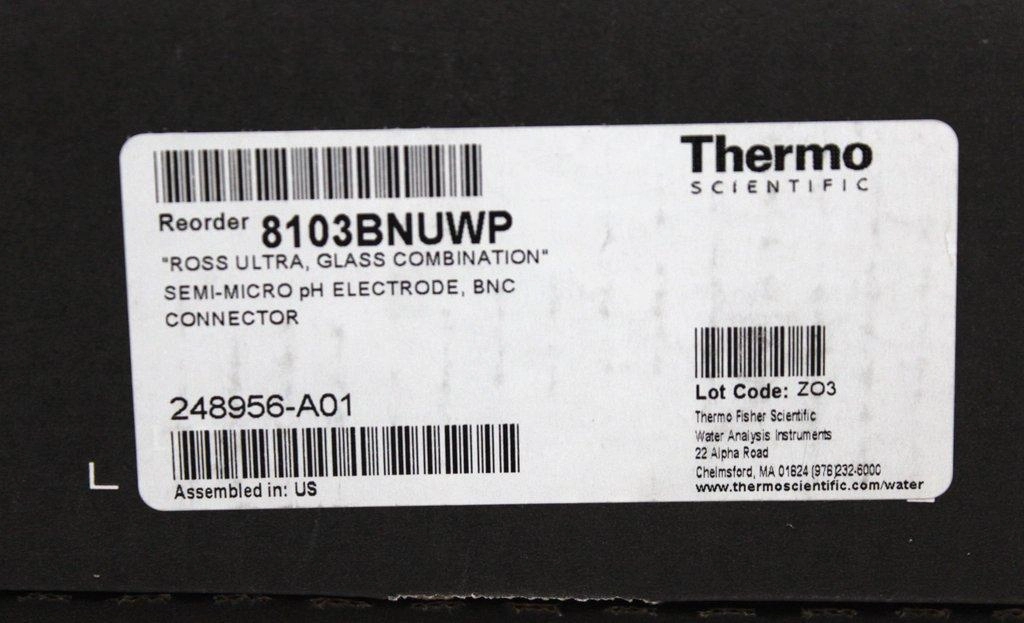 Thermo
SCIENTIFIC
Reorder 8103BNUWP
"ROSS ULTRA, GLASS COMBINATION"
SEMI-MICRO pH ELECTRODE, BNC
CONNECTOR
248956-A01
Assembled in: US
Lot Code: ZO3
Thermo Fisher Scientific
Water Analysis Instruments
22 Alpha Road
Chelmsford, MA 01824 (978)232-6000
www.thermoscientific.com/water